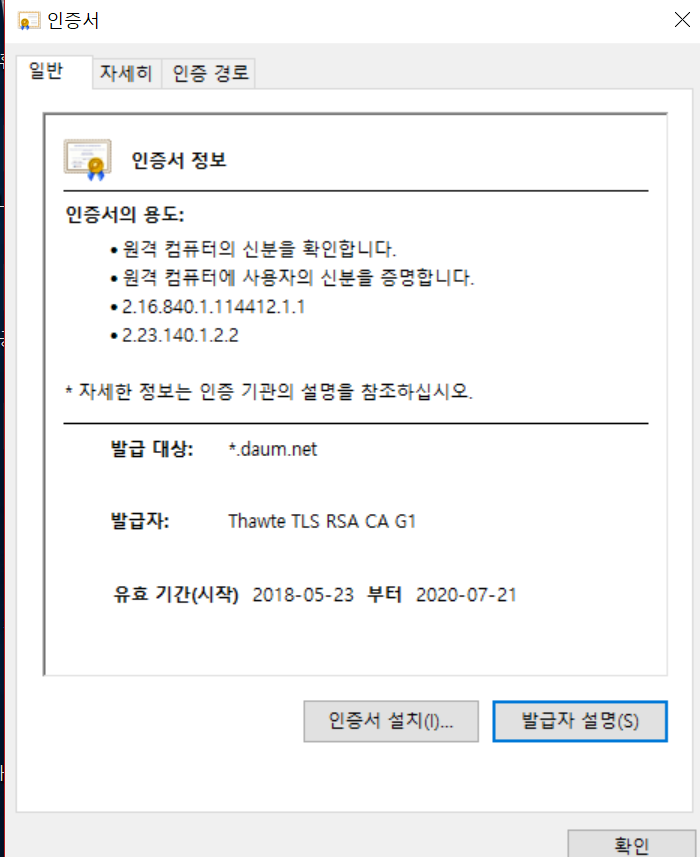 인증서
일반
자세히
인증 경로
인증서 정보
인증서의 용도:
• 원격 컴퓨터의 신분을 확인합니다.
• 원격 컴퓨터에 사용자의 신분을 증명합니다.
• 2.16.840.1.114412.1.1
• 2.23.140.1.2.2
* 자세한 정보는 인증 기관의 설명을 참조하십시오.
발급 대상: *.daum.net
발급자: Thawte TLS RSA CA G1
유효 기간(시작) 2018-05-23 부터 2020-07-21
인증서 설치(I)...
발급자 설명(S)
확인